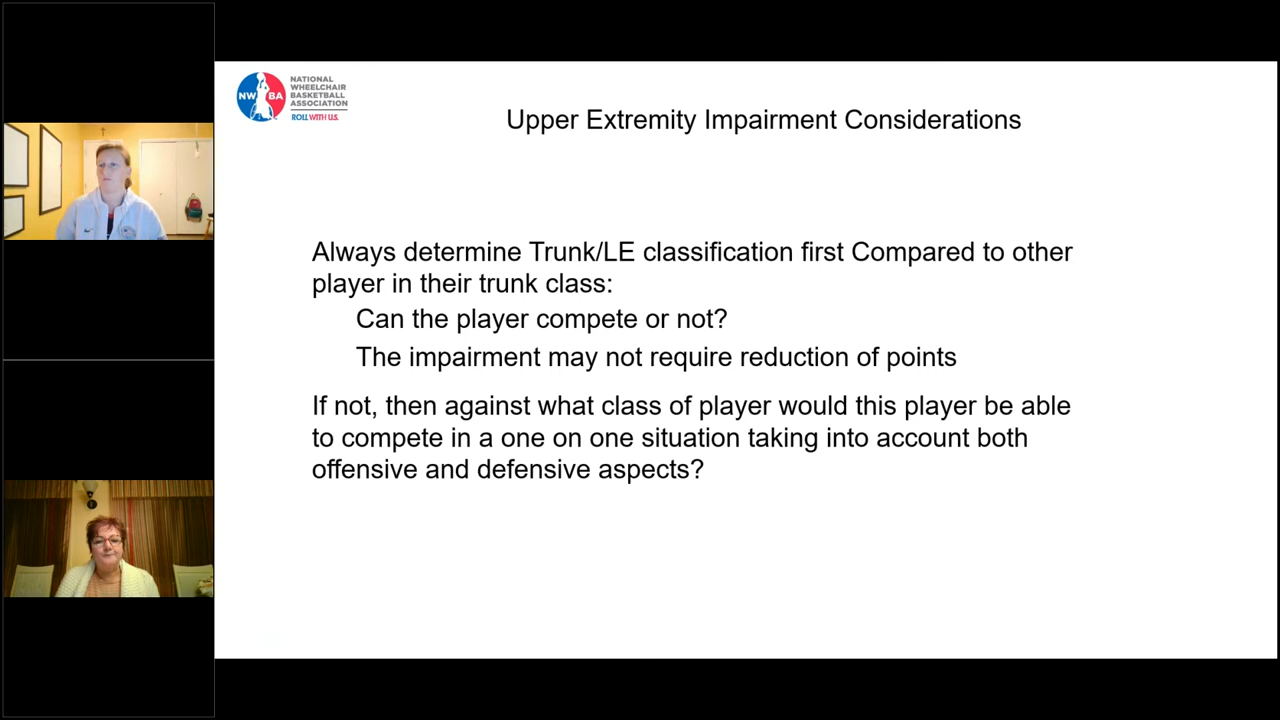 NWBA
NATIONAL
WHEELCHAIR
BASKETBALL
ASSOCIATION
ROLL WITH US.
Upper Extremity Impairment Considerations
Always determine Trunk/LE classification first Compared to other
player in their trunk class:
Can the player compete or not?
The impairment may not require reduction of points
If not, then against what class of player would this player be able
to compete in a one on one situation taking into account both
offensive and defensive aspects?